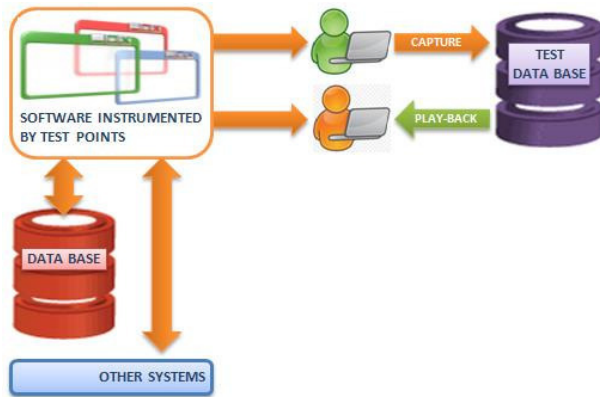 SOFTWARE INSTRUMENTED
BY TEST POINTS
CAPTURE
TEST
DATA BASE
PLAY-BACK
DATA BASE
OTHER SYSTEMS